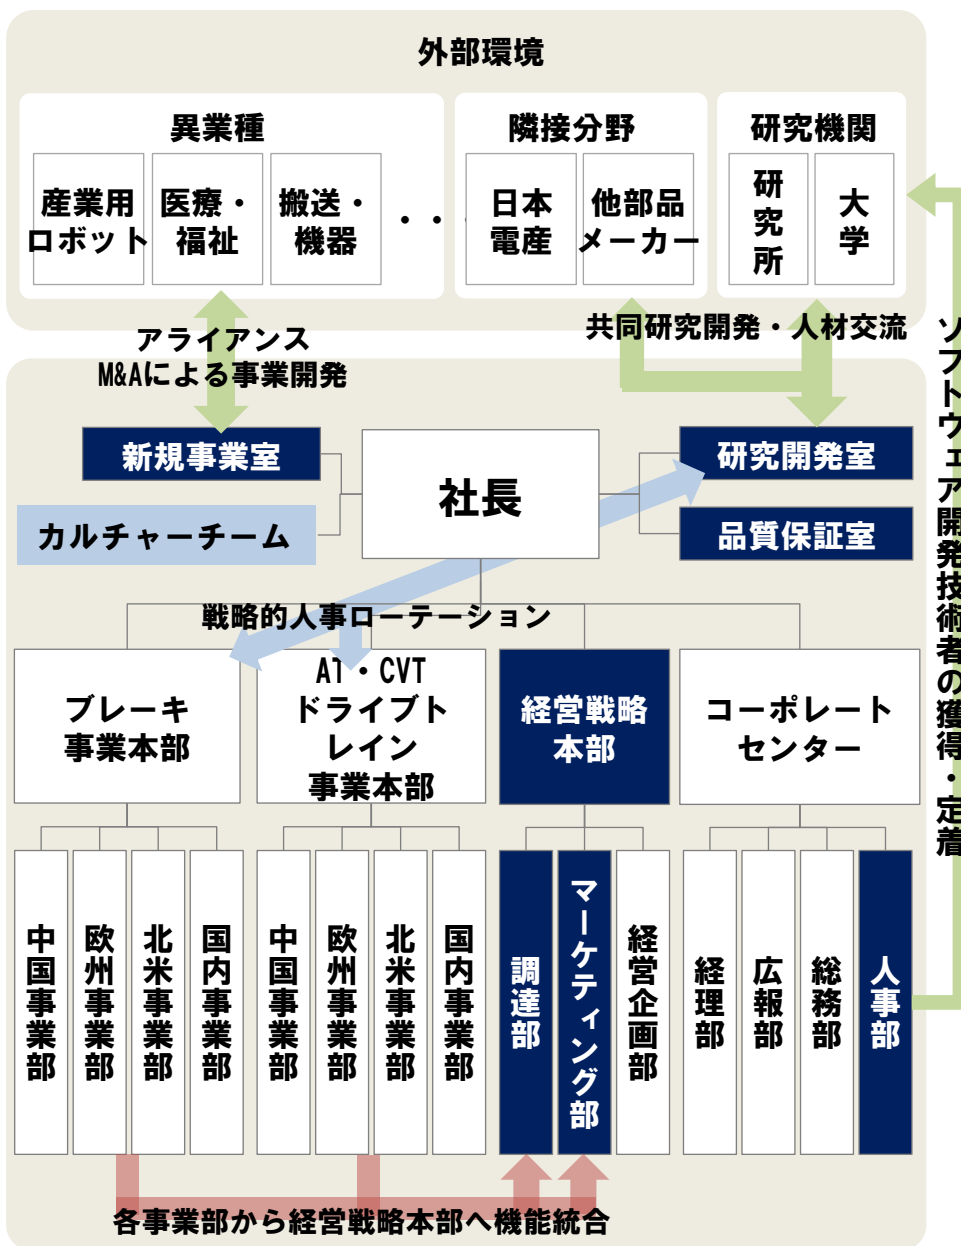 外部環境
異業種
隣接分野
研究機関
産業用
ロボット
医療・
福祉
搬送・
機器
・・・
日本
電産
他部品
メーカー
研究所
大学
アライアンス
M&Aによる事業開発
共同研究開発・人材交流
ソフトウェア開発技術者の獲得・定着
新規事業室
社長
研究開発室
カルチャーチーム
品質保証室
戦略的人事ローテーション
ブレーキ
事業本部
AT・CVT
ドライブト
レイン
事業本部
経営戦略
本部
コーポレート
センター
中国事業部
欧州事業部
北米事業部
国内事業部
中国事業部
欧州事業部
北米事業部
国内事業部
調達部
マーケティング部
経営企画部
経理部
広報部
総務部
人事部
各事業部から経営戦略本部へ機能統合